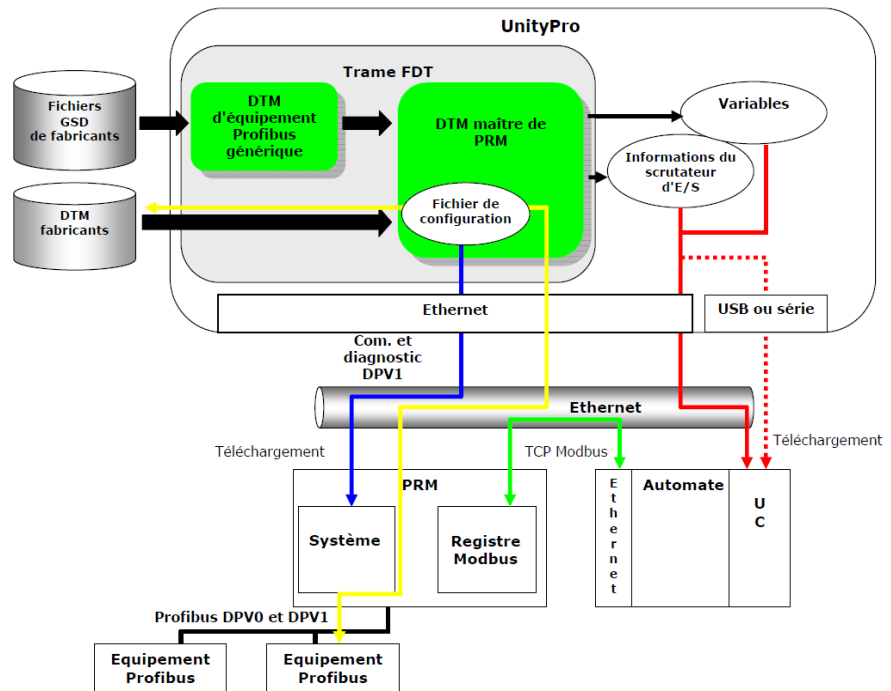 UnityPro
Trame FDT
Fichiers
GSD
de fabricants
DTM
d'équipement
Profibus
générique
DTM maître de
PRM
Variables
Informations du
scrutateur
d'E/S
DTM
fabricants
Fichier de
configuration
Ethernet
USB ou série
Com. et
diagnostic
DPV1
Ethernet
Téléchargement
TCP Modbus
Téléchargement
PRM
Système
Registre
Modbus
Ethernet
Automate
UC
Profibus DPV0 et DPV1
Equipement
Profibus
Equipement
Profibus